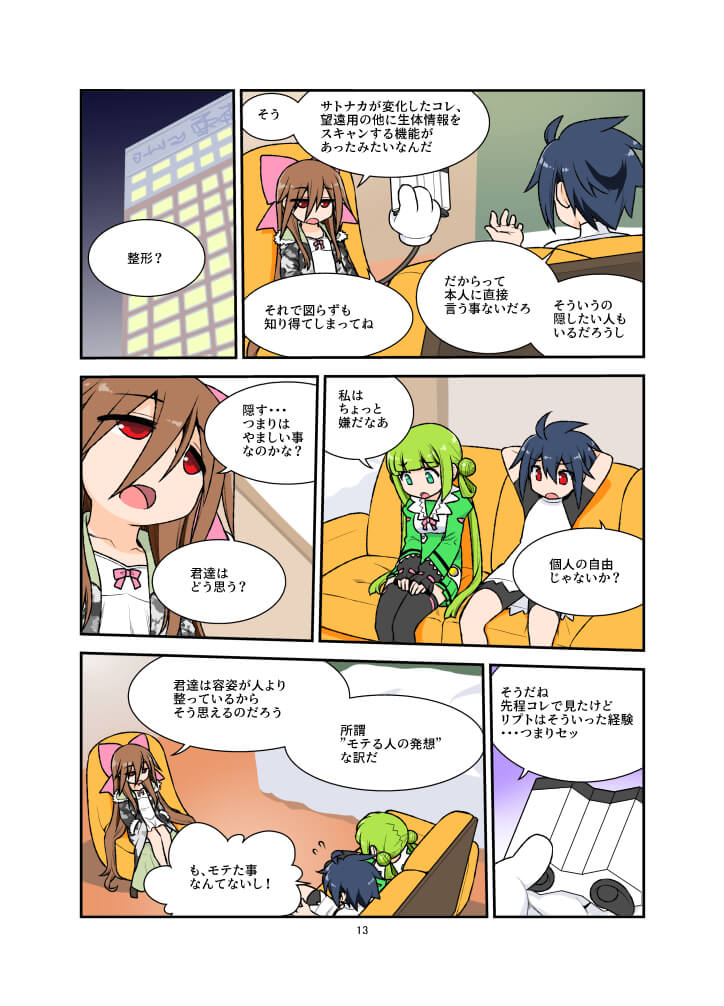 整形？
サトナカが変化したコレ、
望遠用の他に生体情報を
スキャンする機能が
あったみたいなんだ
そう
それで図らずも
知り得てしまってね
だからって
本人に直接
言う事ないだろ
そういうの
隠したい人も
いるだろうし
隠す・・・
つまりは
やましい事
なのかな？
君達は
どう思う？
私は
ちょっと
嫌だなあ
個人の自由
じゃないか？
君達は容姿が人より
整っているから
そう思えるのだろう
所謂
”モテる人の発想”
な訳だ
も、モテた事
なんてないし！
そうだね
先程コレで見たけど
リプトはそういった経験
・・・つまりセッ
13